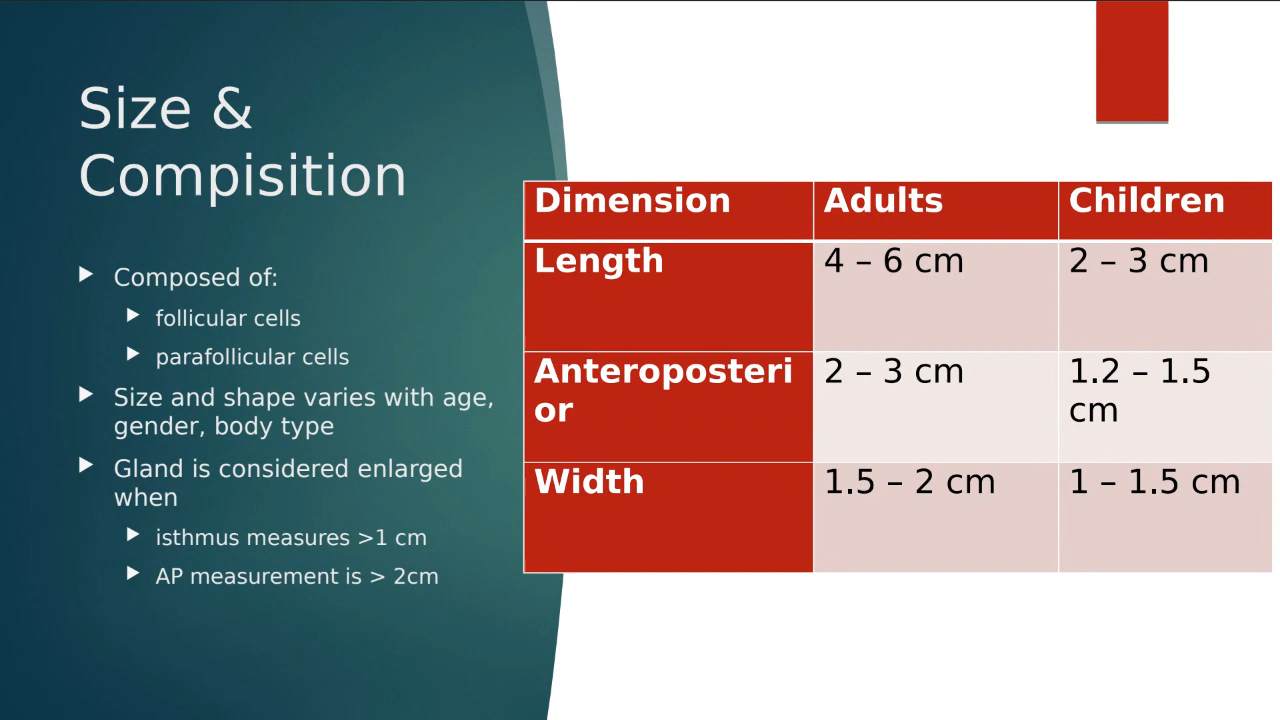 Size &
Compisition
Composed of:
follicular cells
parafollicular cells
Size and shape varies with age,
gender, body type
Gland is considered enlarged
when
isthmus measures >1 cm
AP measurement is > 2cm
Dimension Adults Children
Length 4 – 6 cm 2 – 3 cm
Anteroposteri 2 – 3 cm 1.2 – 1.5
or cm
Width 1.5 – 2 cm 1 – 1.5 cm